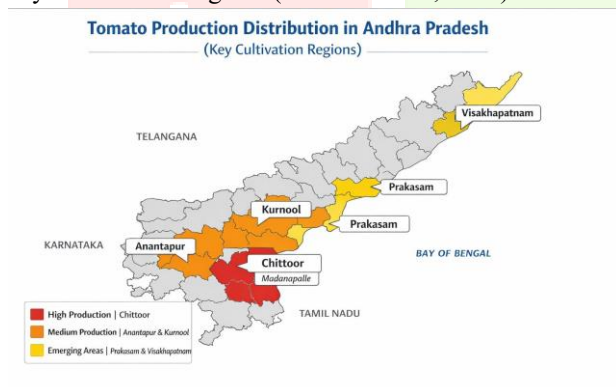 Tomato Production Distribution in Andhra Pradesh
(Key Cultivation Regions)
Visakhapatnam
TELANGANA
Prakasam
Kurnool
Prakasam
KARNATAKA
Anantapur
BAY OF BENGAL
Chittoor
Madanapalle
High Production | Chittoor
TAMIL NADU
Medium Production | Anantapur & Kurnool
Emerging Areas | Prakasam & Visakhapatnam